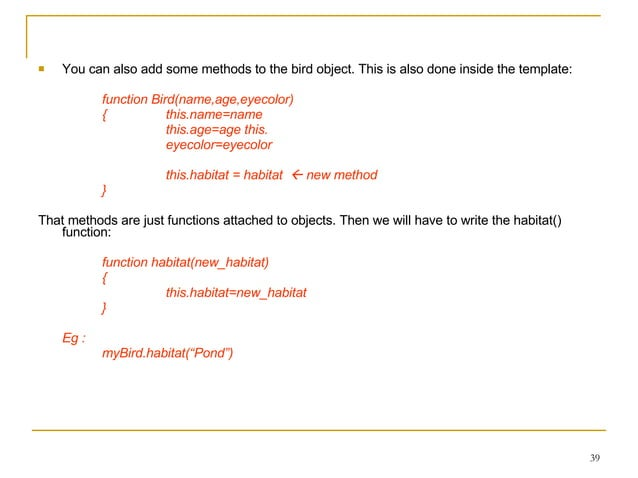 You can also add some methods to the bird object. This is also done inside the template:
function Bird(name,age,eyecolor)
{ this.name=name
this.age=age this.
eyecolor=eyecolor
this.habitat = habitat ← new method
}
That methods are just functions attached to objects. Then we will have to write the habitat()
function:
function habitat(new_habitat)
{
this.habitat=new_habitat
}
Eg :
myBird.habitat(“Pond”)
39